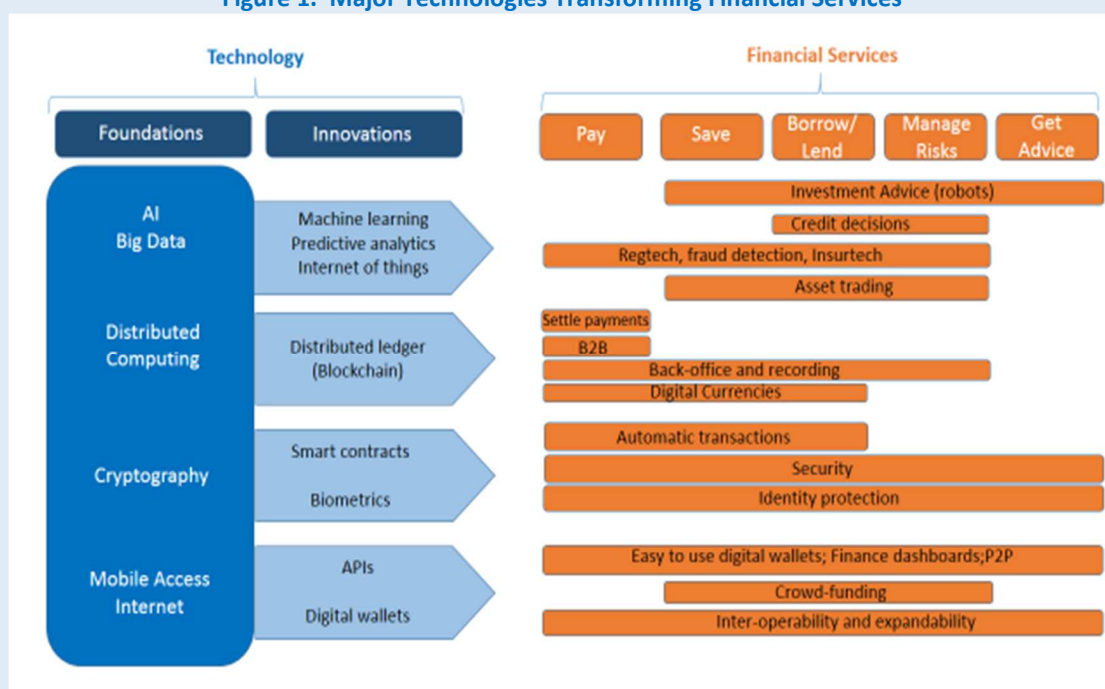 Figure 1. Major Technologies Transforming Financial Services
Technology
Financial Services
Foundations
Innovations
Pay
Save
Borrow/
Lend
Manage
Risks
Get
Advice
AI
Big Data
Machine learning
Predictive analytics
Internet of things
Investment Advice (robots)
Credit decisions
Regtech, fraud detection, Insurtech
Asset trading
Distributed
Computing
Distributed ledger
(Blockchain)
Settle payments
B2B
Back-office and recording
Digital Currencies
Cryptography
Smart contracts
Biometrics
Automatic transactions
Security
Identity protection
Mobile Access
Internet
APIs
Digital wallets
Easy to use digital wallets; Finance dashboards;P2P
Crowd-funding
Inter-operability and expandability